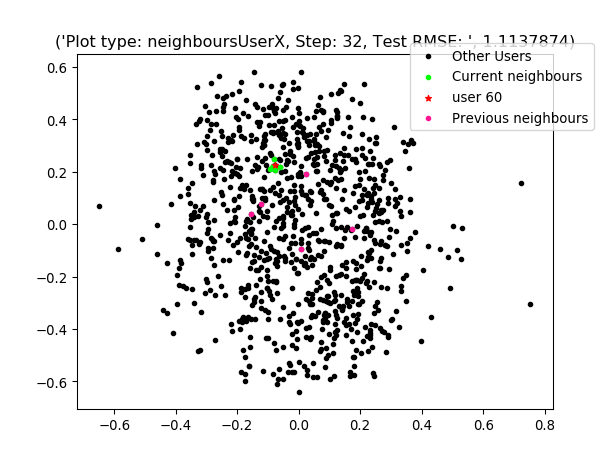 ('Plot type: neighboursUserX, Step: 32, Test RMSE: ', 1.1137874)
Other Users
Current neighbours
user 60
Previous neighbours
0.6
0.4
0.2
0.0
−0.2
−0.4
−0.6
−0.6 −0.4 −0.2 0.0 0.2 0.4 0.6 0.8